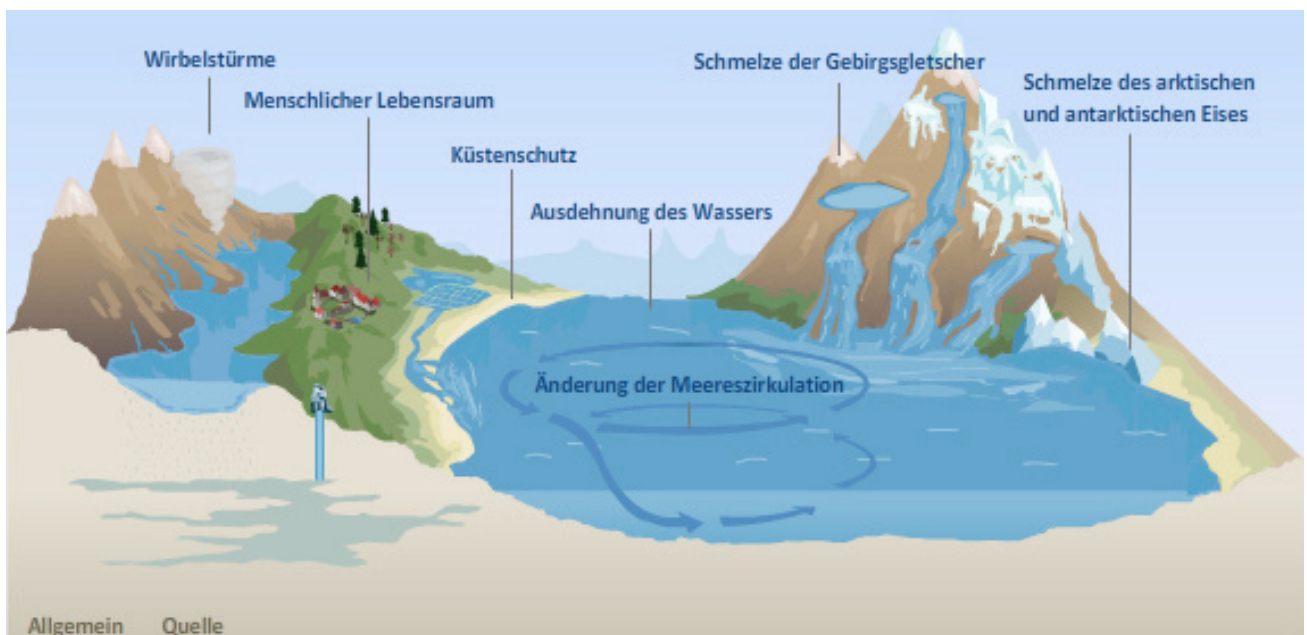 Wirbelstürme
Menschlicher Lebensraum
Küstenschutz
Ausdehnung des Wassers
Schmelze der Gebirgsgletscher
Schmelze des arktischen
und antarktischen Eises
Änderung der Meereszirkulation
Allgemein Quelle